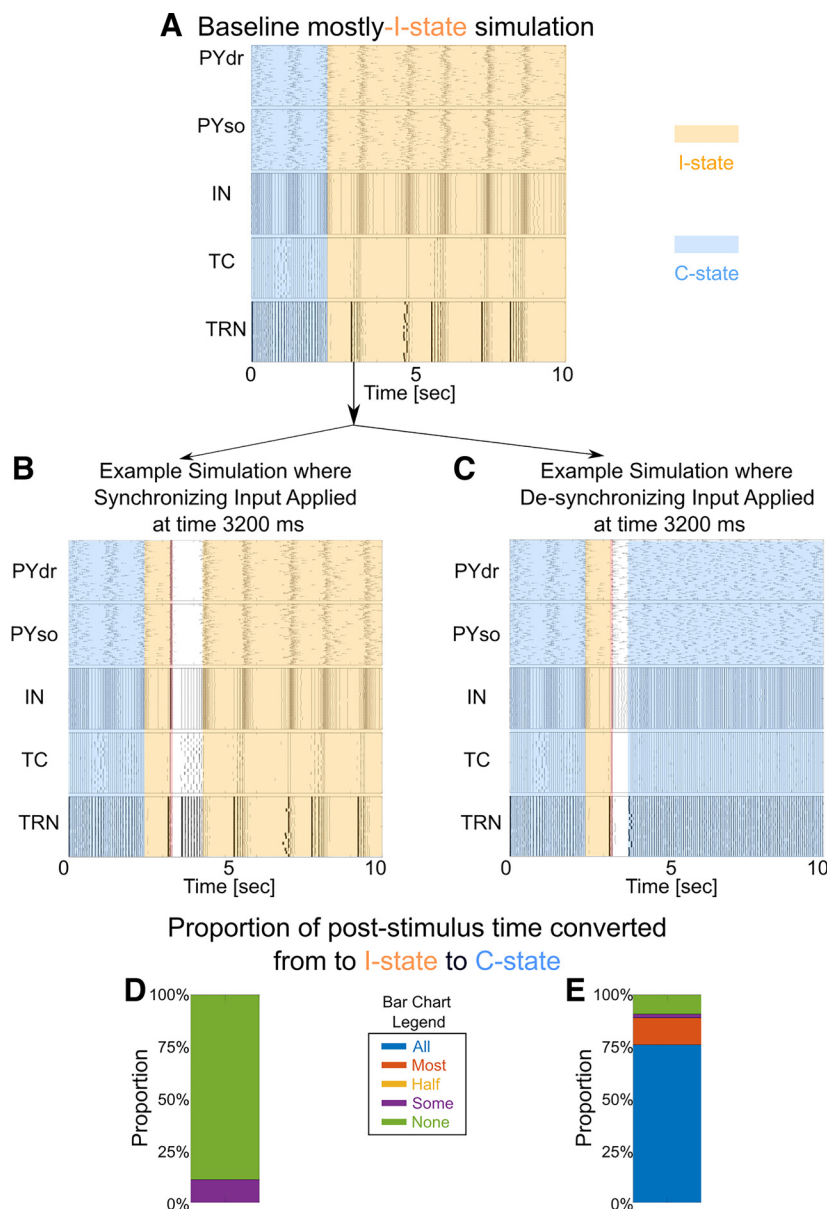 A Baseline mostly-I-state simulation
PYdr
PYso
IN
TC
TRN
0 5 10
Time [sec]
I-state
C-state
B
Example Simulation where
Synchronizing Input Applied
at time 3200 ms
PYdr
PYso
IN
TC
TRN
0 5 10
Time [sec]
C
Example Simulation where
De-synchronizing Input Applied
at time 3200 ms
PYdr
PYso
IN
TC
TRN
0 5 10
Time [sec]
Proportion of post-stimulus time converted
from to I-state to C-state
D
100%
75%
50%
25%
0%
Proportion
Bar Chart
Legend
All
Most
Half
Some
None
E
100%
75%
50%
25%
0%
Proportion